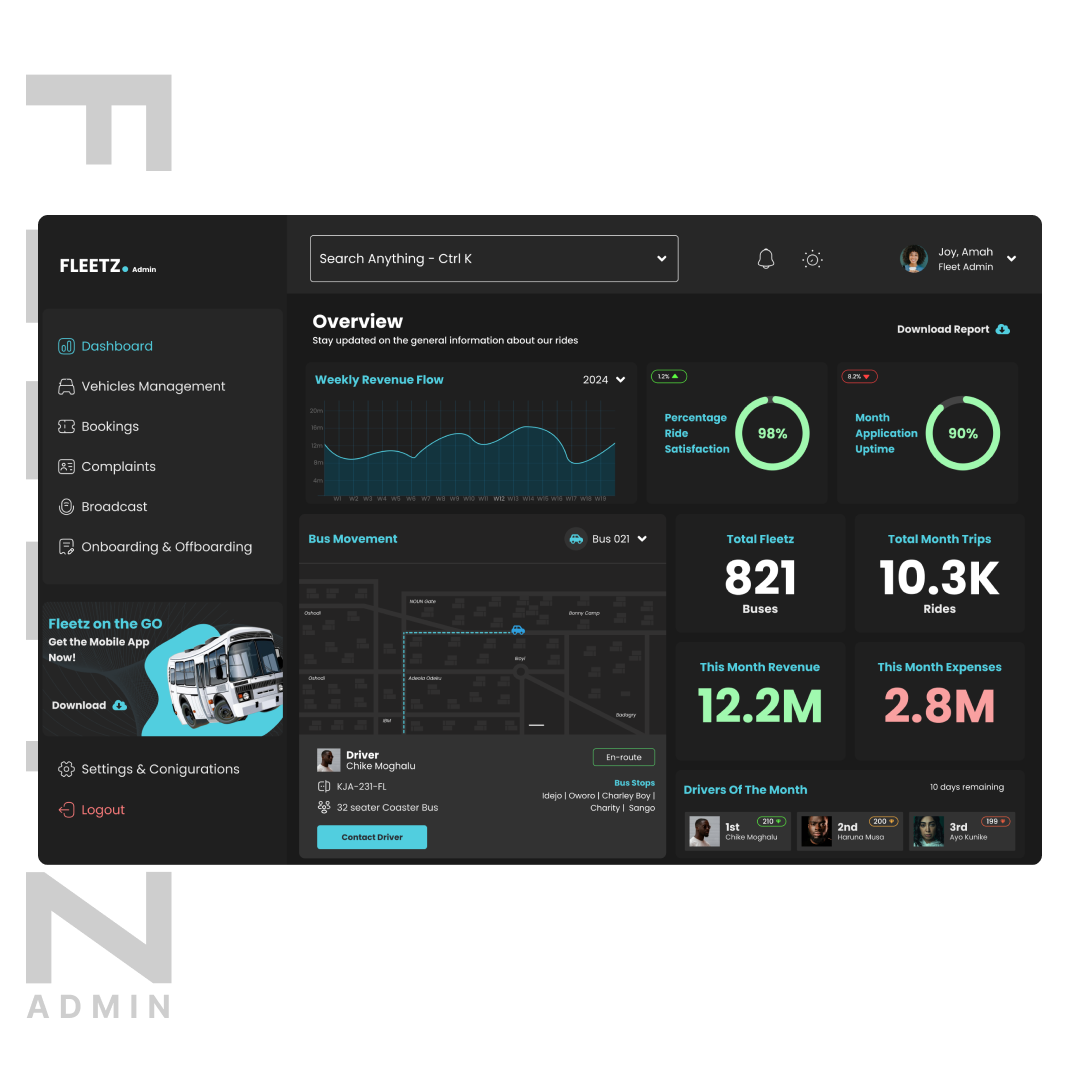 FLEETZ
ADMIN
FLEETZ. Admin
Search Anything - Ctrl K
Joy, Amah
Fleet Admin
Dashboard
Vehicles Management
Bookings
Complaints
Broadcast
Onboarding & Offboarding
Fleetz on the GO
Get the Mobile App
Now!
Download
Settings & Conigurations
Logout
Overview
Stay updated on the general information about our rides
Download Report
Weekly Revenue Flow
2024
20m
16m
12m
8m
4m
W1 W2 W3 W4 W5 W6 W7 W8 W9 W10 W11 W12 W13 W14 W15 W16 W17 W18 W19
1.2%
Percentage
Ride
Satisfaction
98%
8.2%
Month
Application
Uptime
90%
Bus Movement
Bus 021
NOUN Gate
Oshodi
Bonny Camp
Boyi
Oshodi
Adeola Odeku
IBM
Badagry
Driver
Chike Moghalu
En-route
KJA-231-FL
32 seater Coaster Bus
Bus Stops
Idejo | Oworo | Charley Boy |
Charity | Sango
Contact Driver
Total Fleetz
821
Buses
Total Month Trips
10.3K
Rides
This Month Revenue
12.2M
This Month Expenses
2.8M
Drivers Of The Month
10 days remaining
1st
210
Chike Moghalu
2nd
200
Haruna Musa
3rd
199
Ayo Kunike